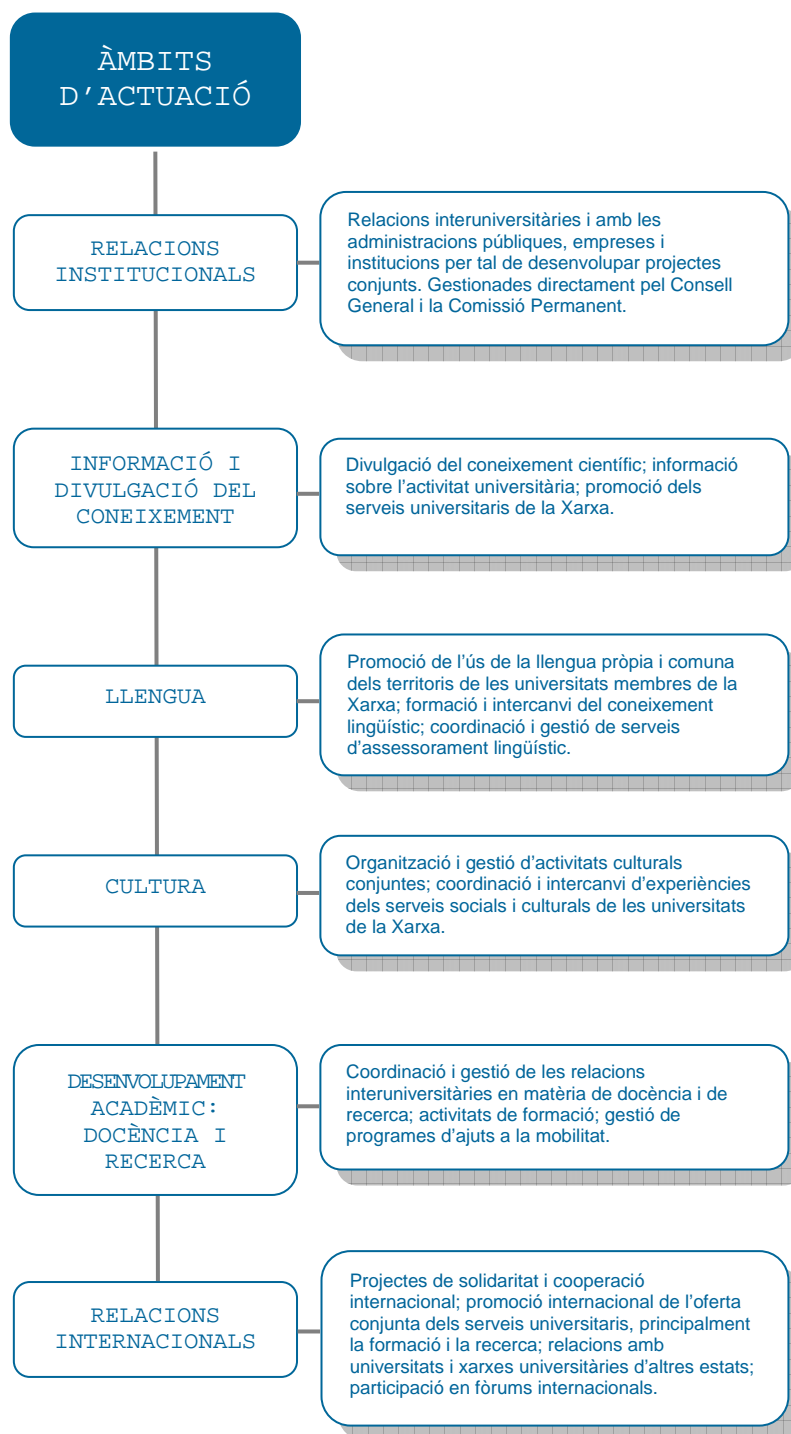 ÀMBITS
D'ACTUACIÓ
RELACIONS
INSTITUCIONALS
Relacions interuniversitàries i amb les
administracions públiques, empreses i
institucions per tal de desenvolupar projectes
conjunts. Gestionades directament pel Consell
General i la Comissió Permanent.
INFORMACIÓ I
DIVULGACIÓ DEL
CONEIXEMENT
Divulgació del coneixement científic; informació
sobre l'activitat universitària; promoció dels
serveis universitaris de la Xarxa.
LLENGUA
Promoció de l'ús de la llengua pròpia i comuna
dels territoris de les universitats membres de la
Xarxa; formació i intercanvi del coneixement
lingüístic; coordinació i gestió de serveis
d'assessorament lingüístic.
CULTURA
Organització i gestió d'activitats culturals
conjuntes; coordinació i intercanvi d'experiències
dels serveis socials i culturals de les universitats
de la Xarxa.
DESENVOLUPAMENT
ACADÈMIC:
DOCÈNCIA I
RECERCA
Coordinació i gestió de les relacions
interuniversitàries en matèria de docència i de
recerca; activitats de formació; gestió de
programes d'ajuts a la mobilitat.
RELACIONS
INTERNACIONALS
Projectes de solidaritat i cooperació
internacional; promoció internacional de l'oferta
conjunta dels serveis universitaris, principalment
la formació i la recerca; relacions amb
universitats i xarxes universitàries d'altres estats;
participació en fòrums internacionals.